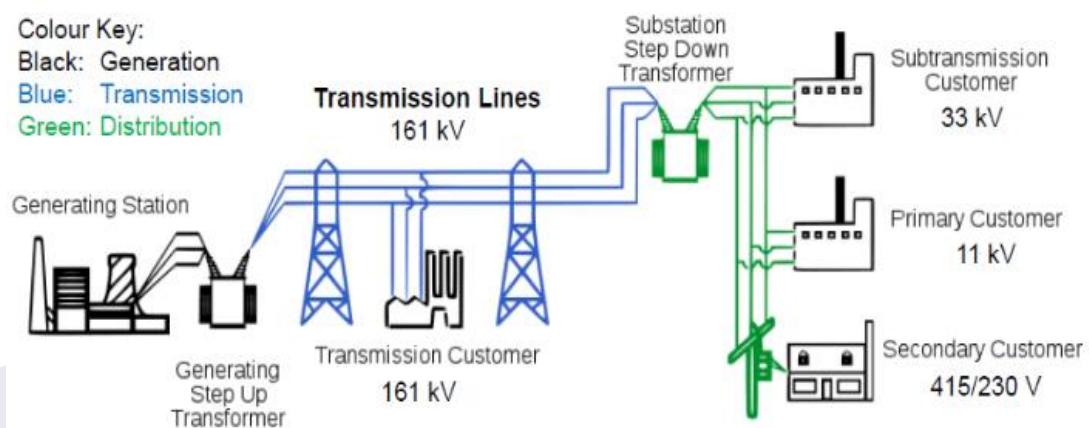 Colour Key:
Black: Generation
Blue: Transmission
Green: Distribution
Transmission Lines
161 kV
Substation
Step Down
Transformer
Subtransmission
Customer
33 kV
Generating Station
Primary Customer
11 kV
Generating
Step Up
Transformer
Transmission Customer
161 kV
Secondary Customer
415/230 V